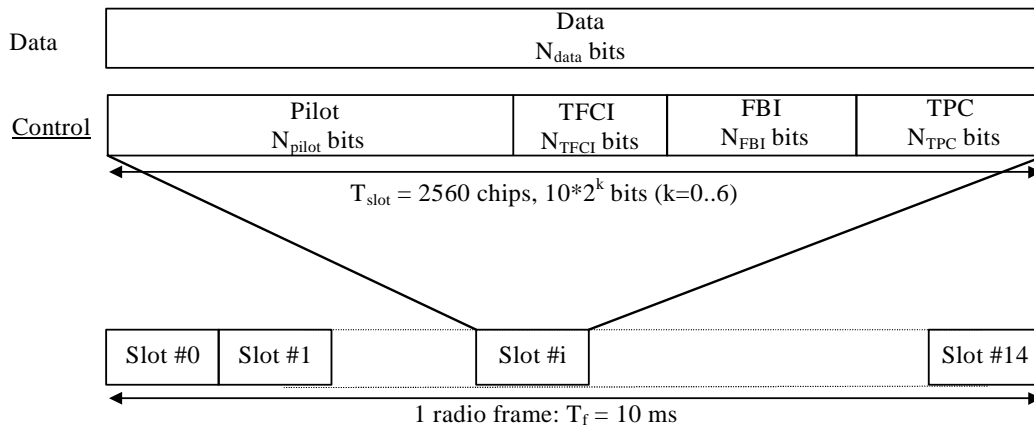 Data
Data
N_data bits
Control
Pilot
N_pilot bits
TFCI
N_TFCI bits
FBI
N_FBI bits
TPC
N_TPC bits
T_slot = 2560 chips, 10*2^k bits (k=0..6)
Slot #0
Slot #1
Slot #i
Slot #14
1 radio frame: T_f = 10 ms